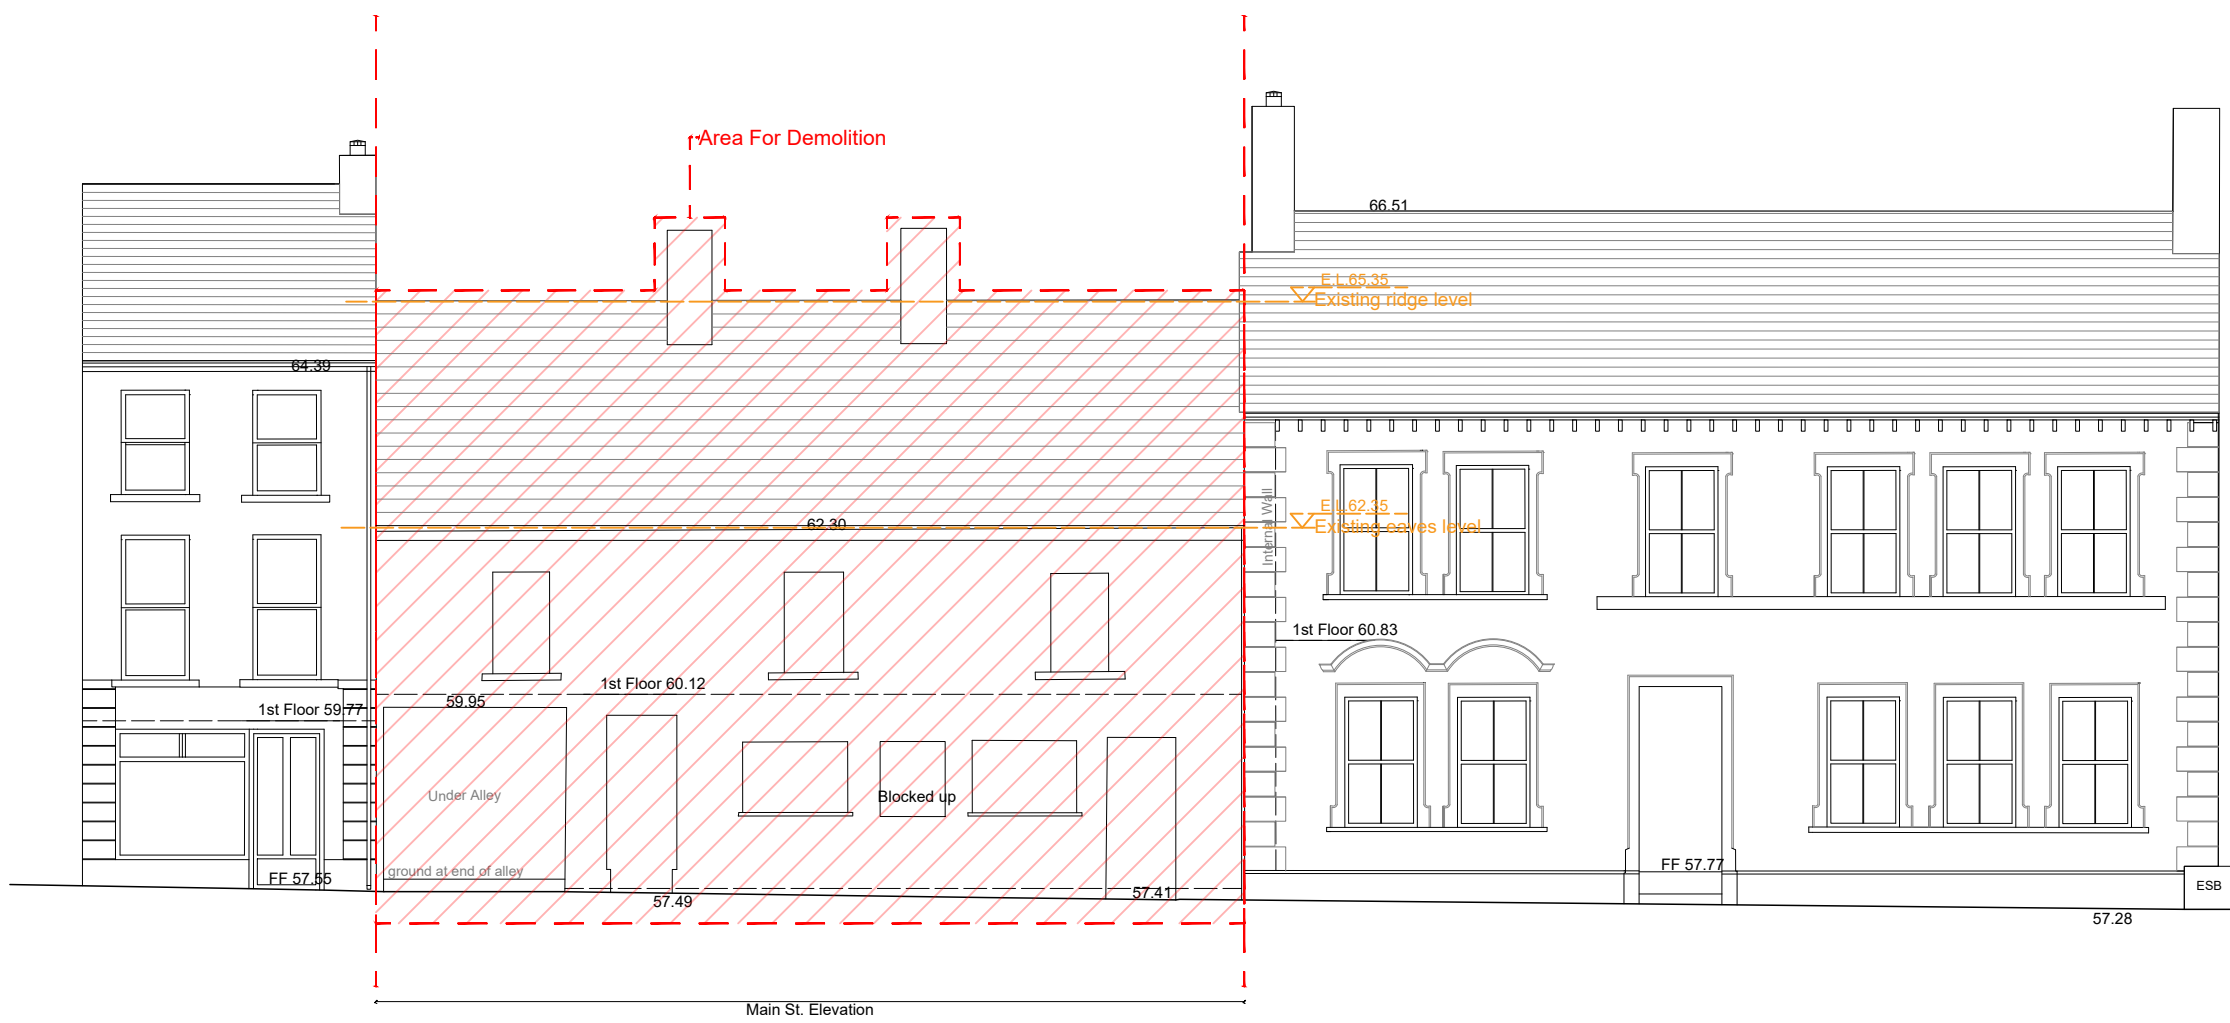 Area For Demolition
66.51
E.L.65.35
Existing ridge level
64.39
E.L.62.35
62.30
Existing eaves level
Internal Wall
1st Floor 60.83
1st Floor 60.12
59.95
1st Floor 59.77
Under Alley
Blocked up
ground at end of alley
FF 57.55
FF 57.77
57.49
57.41
ESB
57.28
Main St. Elevation